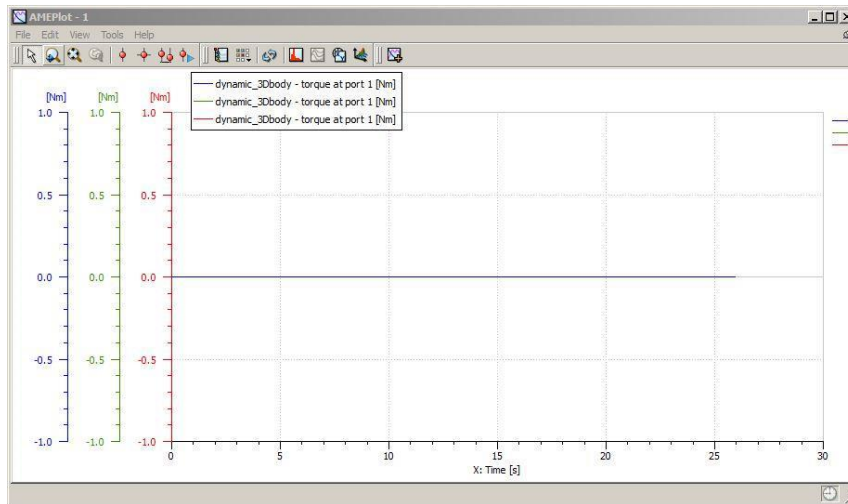 AMEPlot - 1
File Edit View Tools Help
dynamic_3Dbody - torque at port 1 [Nm]
dynamic_3Dbody - torque at port 1 [Nm]
dynamic_3Dbody - torque at port 1 [Nm]
[Nm] [Nm] [Nm]
1.0 1.0 1.0
0.5 0.5 0.5
0.0 0.0 0.0
-0.5 -0.5 -0.5
-1.0 -1.0 -1.0
0 5 10 15 20 25 30
X: Time [s]